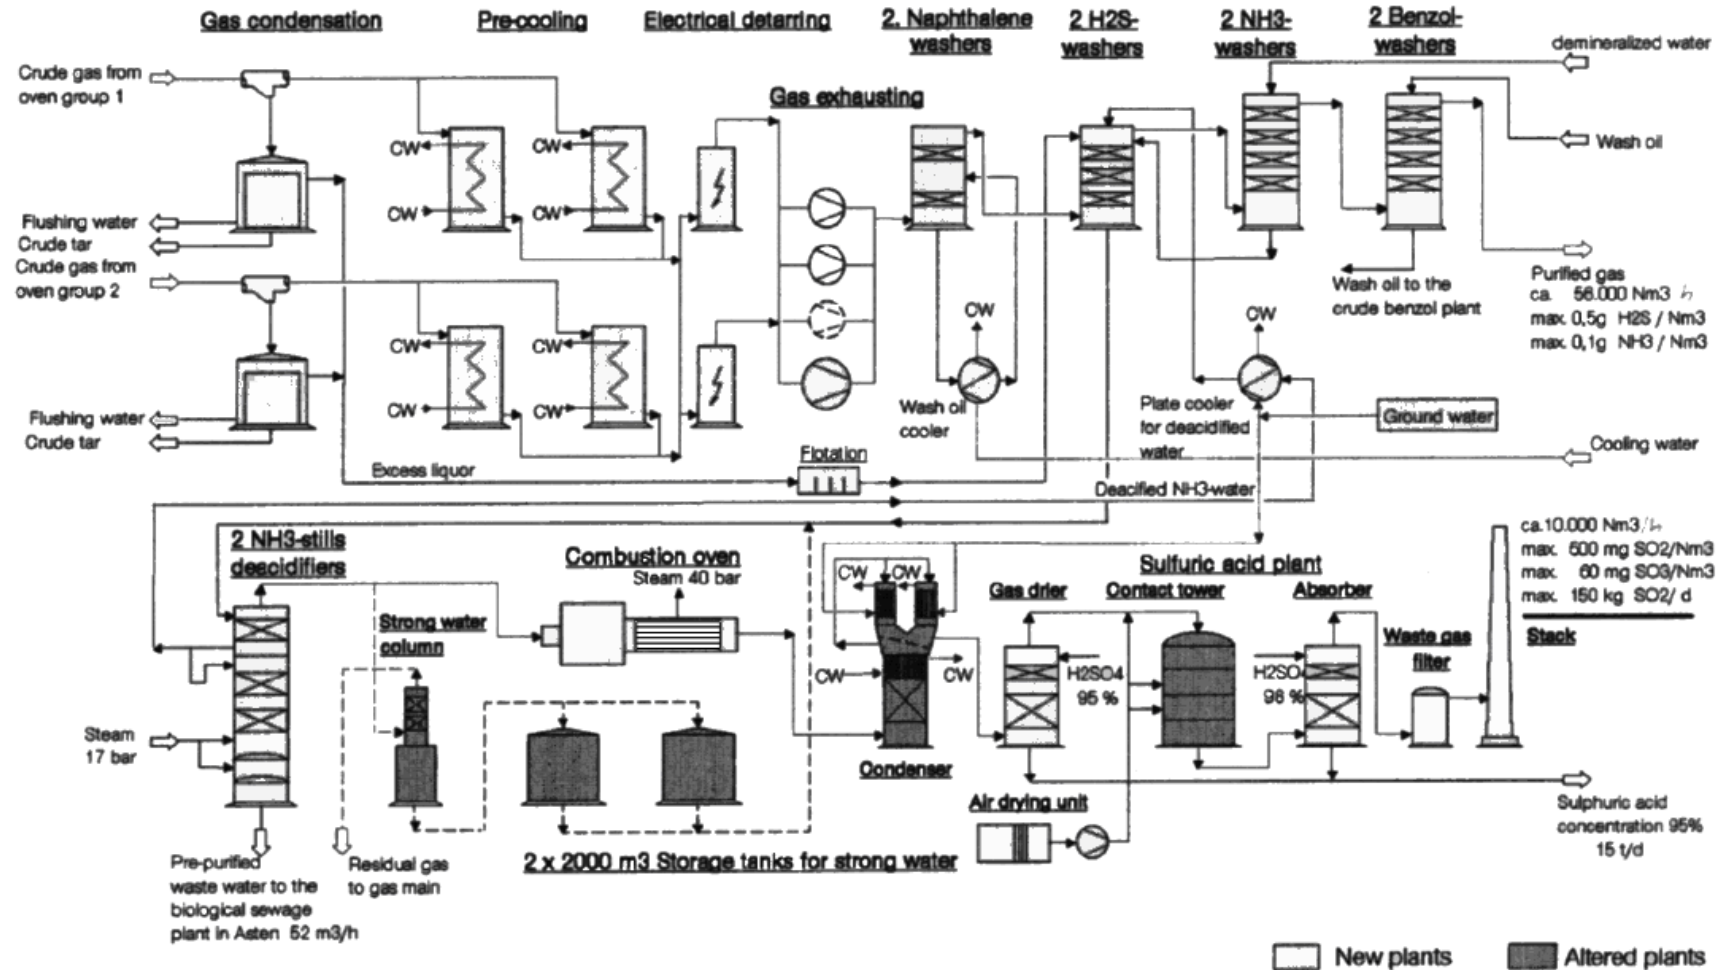 Gas condensation
Pre-cooling
Electrical detarring
2. Naphthalene
washers
2 H2S-
washers
2 NH3-
washers
2 Benzol-
washers
demineralized water
Crude gas from
oven group 1
Gas exhausting
CW
CW
Wash oil
CW
CW
Flushing water
Crude tar
Crude gas from
oven group 2
Purified gas
ca. 56.000 Nm3 /h
max. 0,5g H2S / Nm3
max. 0,1g NH3 / Nm3
Wash oil to the
crude benzol plant
CW
CW
CW
CW
CW
CW
Wash oil
cooler
Plate cooler
for deacidified
water
Ground water
Flushing water
Crude tar
Cooling water
Excess liquor
Flotation
Deacified NH3-water
2 NH3-stills
deacidifiers
Combustion oven
Steam 40 bar
Sulfuric acid plant
ca.10.000 Nm3/h
max. 500 mg SO2/Nm3
max. 60 mg SO3/Nm3
max. 150 kg SO2/ d
Stack
CW
CW
Gas drier
Contact tower
Absorber
Strong water
column
Waste gas
filter
CW
CW
H2SO4
95 %
H2SO4
98 %
Steam
17 bar
Condenser
Air drying unit
Sulphuric acid
concentration 95%
15 t/d
Pre-purified
waste water to the
biological sewage
plant in Asten 52 m3/h
Residual gas
to gas main
2 x 2000 m3 Storage tanks for strong water
New plants
Altered plants